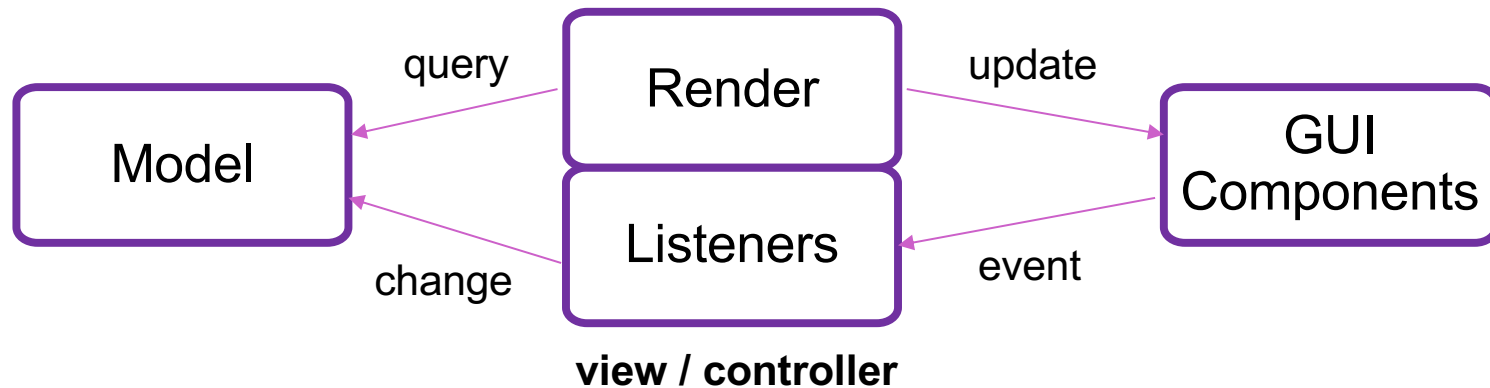 query
Render
update
Model
GUI
Components
Listeners
change
event
view / controller